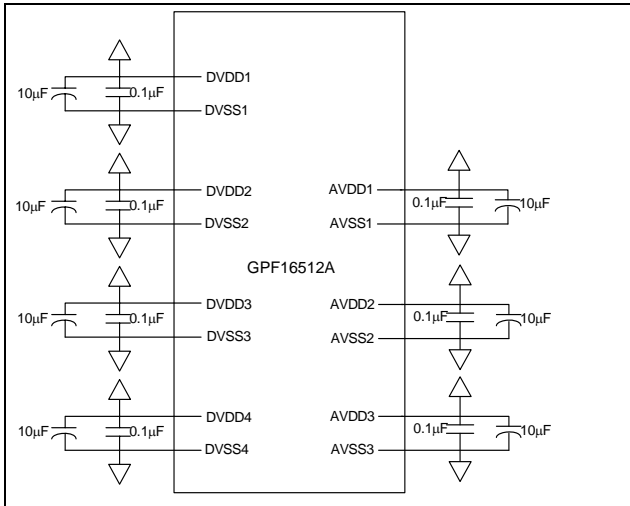 DVDD1
10µF
0.1µF
DVSS1
DVDD2
10µF
0.1µF
DVSS2
AVDD1
0.1µF
10µF
AVSS1
GPF16512A
DVDD3
10µF
0.1µF
DVSS3
AVDD2
0.1µF
10µF
AVSS2
DVDD4
10µF
0.1µF
DVSS4
AVDD3
0.1µF
10µF
AVSS3